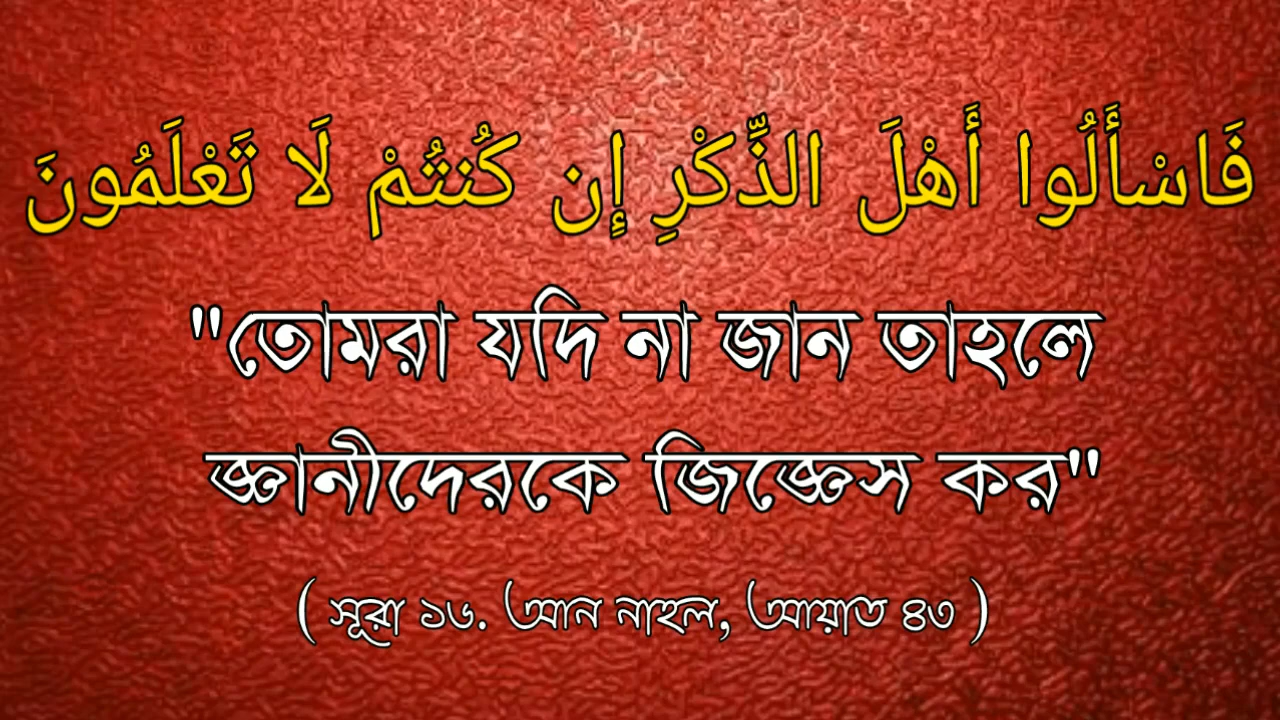 فَاسْأَلُوا أَهْلَ الذِّكْرِ إِن كُنتُمْ لَا تَعْلَمُونَ
"তোমরা যদি না জান তাহলে
জ্ঞানীদেরকে জিজ্ঞেস কর"
( সূরা ১৬. আন নাহল, আয়াত ৪৩ )